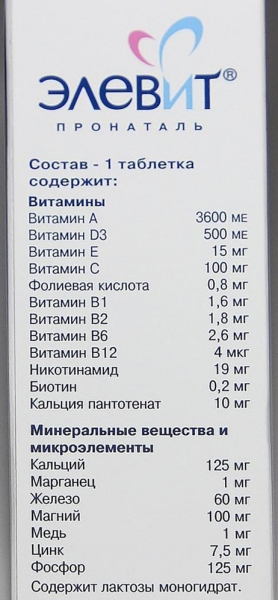 ЭЛЕВИТ®
ПРОНАТАЛЬ
Состав - 1 таблетка
содержит:
Витамины
Витамин А 3600 МЕ
Витамин D3 500 МЕ
Витамин Е 15 мг
Витамин С 100 мг
Фолиевая кислота 0,8 мг
Витамин В1 1,6 мг
Витамин В2 1,8 мг
Витамин В6 2,6 мг
Витамин В12 4 мкг
Никотинамид 19 мг
Биотин 0,2 мг
Кальция пантотенат 10 мг
Минеральные вещества и
микроэлементы
Кальций 125 мг
Марганец 1 мг
Железо 60 мг
Магний 100 мг
Медь 1 мг
Цинк 7,5 мг
Фосфор 125 мг
Содержит лактозы моногидрат.